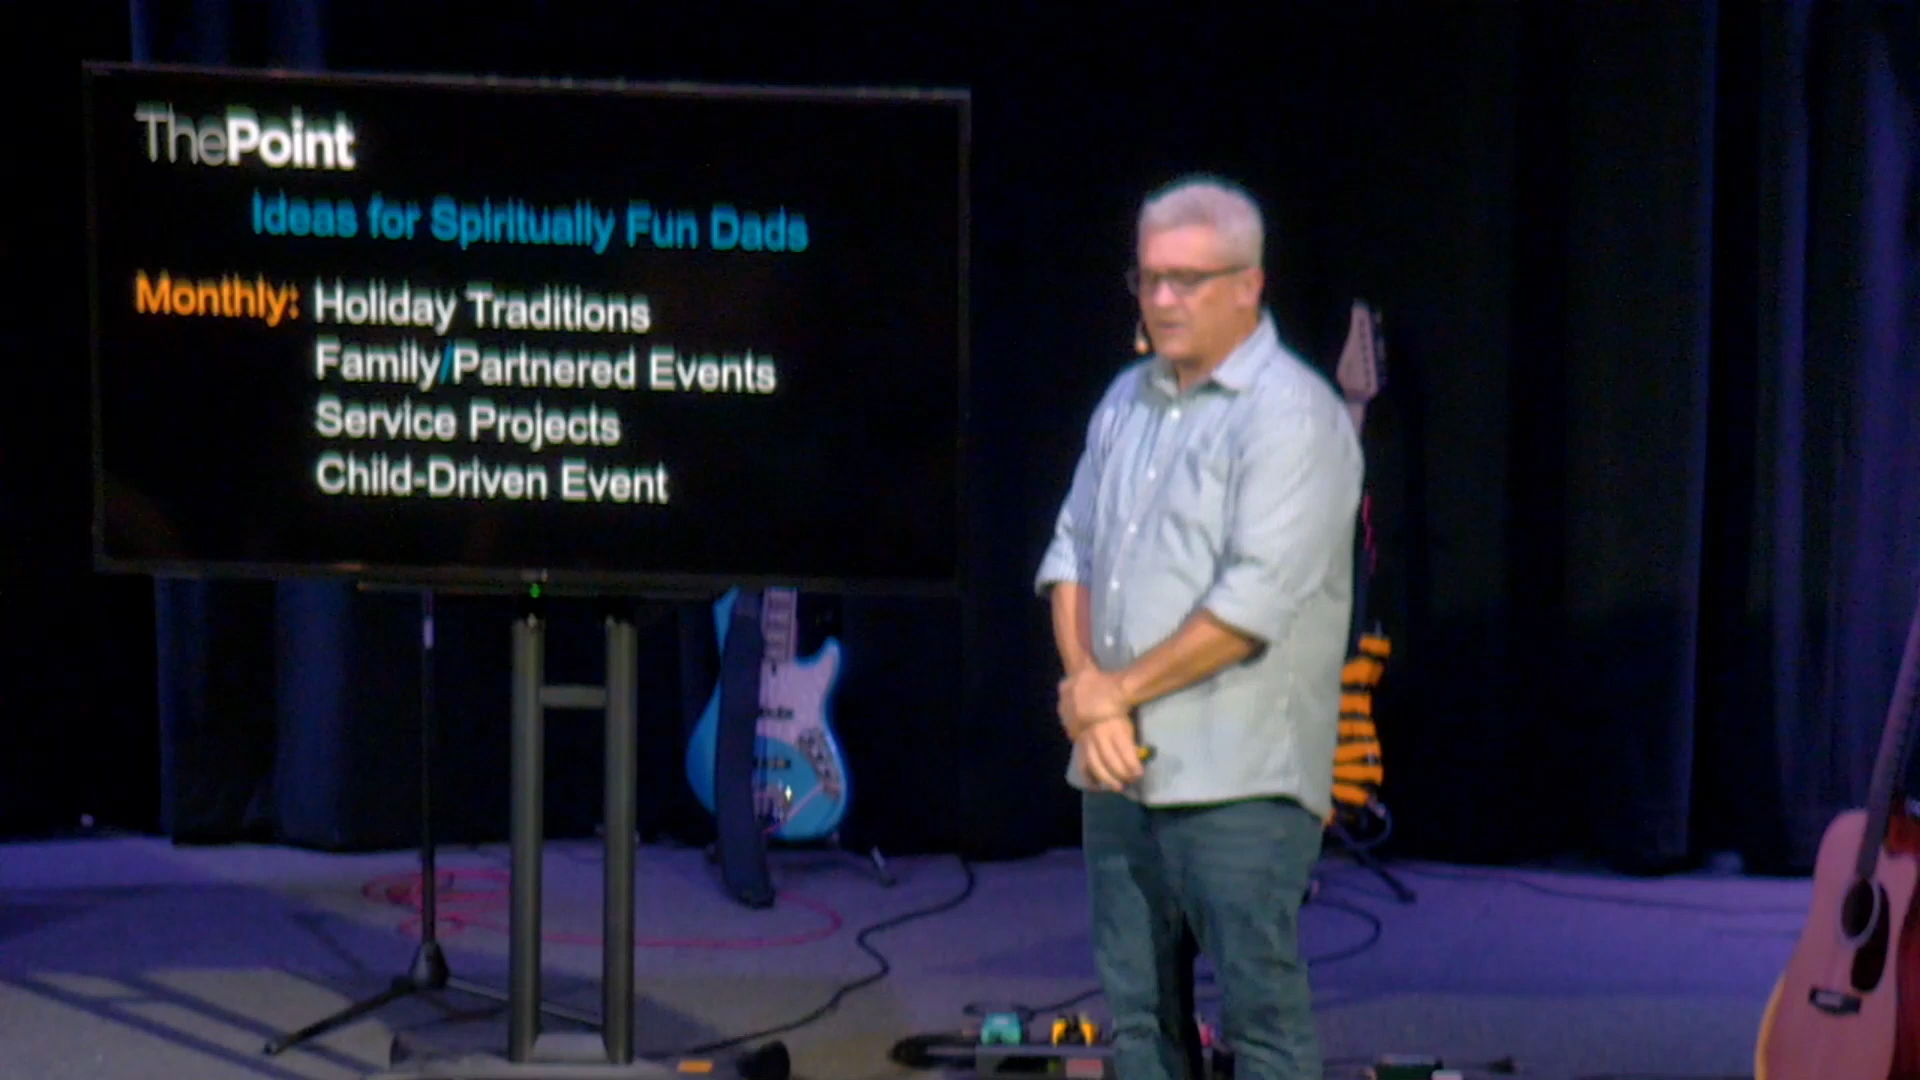 ThePoint
Ideas for Spiritually Fun Dads
Monthly: Holiday Traditions
Family/Partnered Events
Service Projects
Child-Driven Event